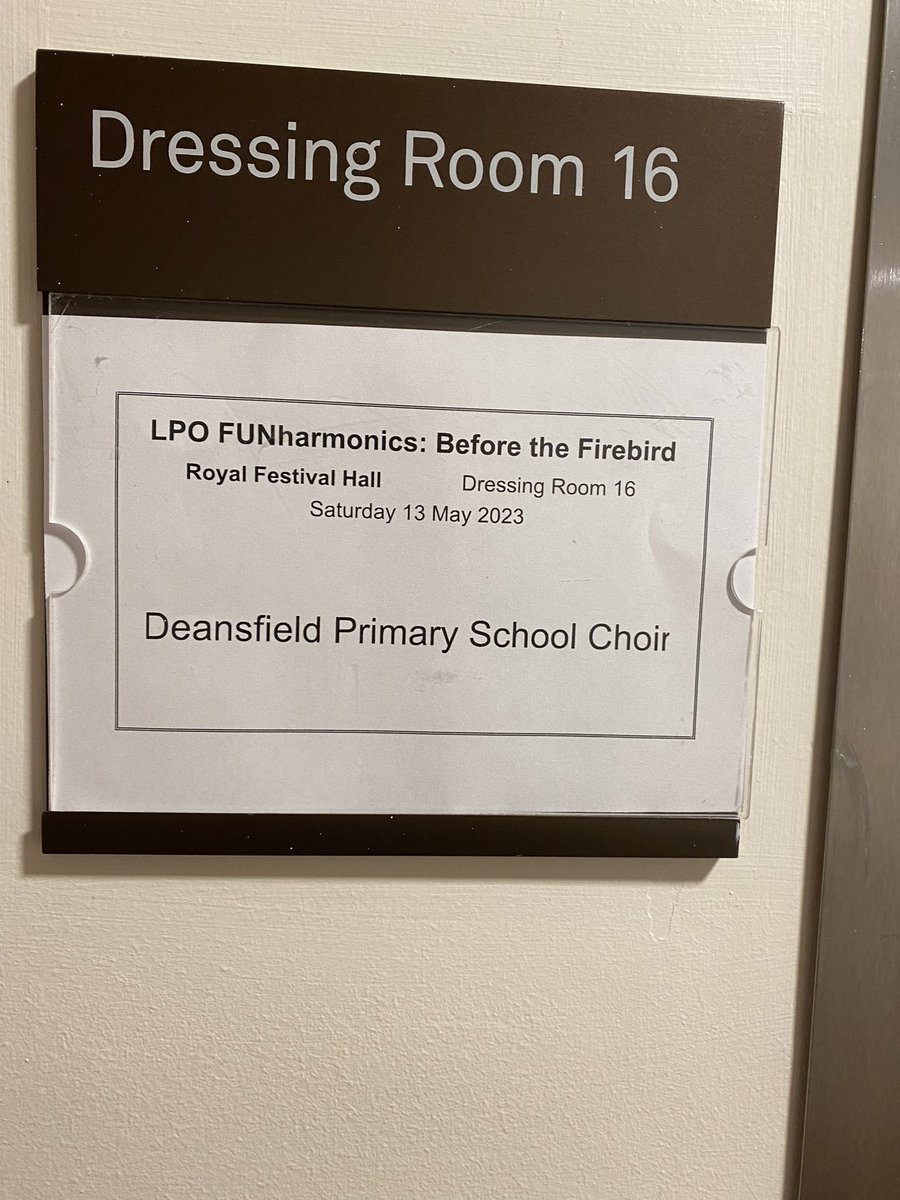 Dressing Room 16
LPO FUNharmonics: Before the Firebird
Royal Festival Hall Dressing Room 16
Saturday 13 May 2023
Deansfield Primary School Choir